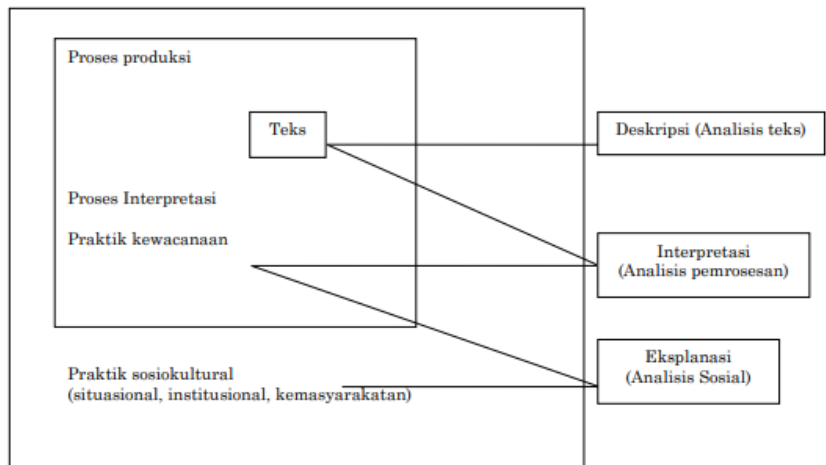 Proses produksi
Teks
Deskripsi (Analisis teks)
Proses Interpretasi
Praktik kewacanaan
Interpretasi
(Analisis pemrosesan)
Eksplanasi
(Analisis Sosial)
Praktik sosiokultural
(situasional, institusional, kemasyarakatan)